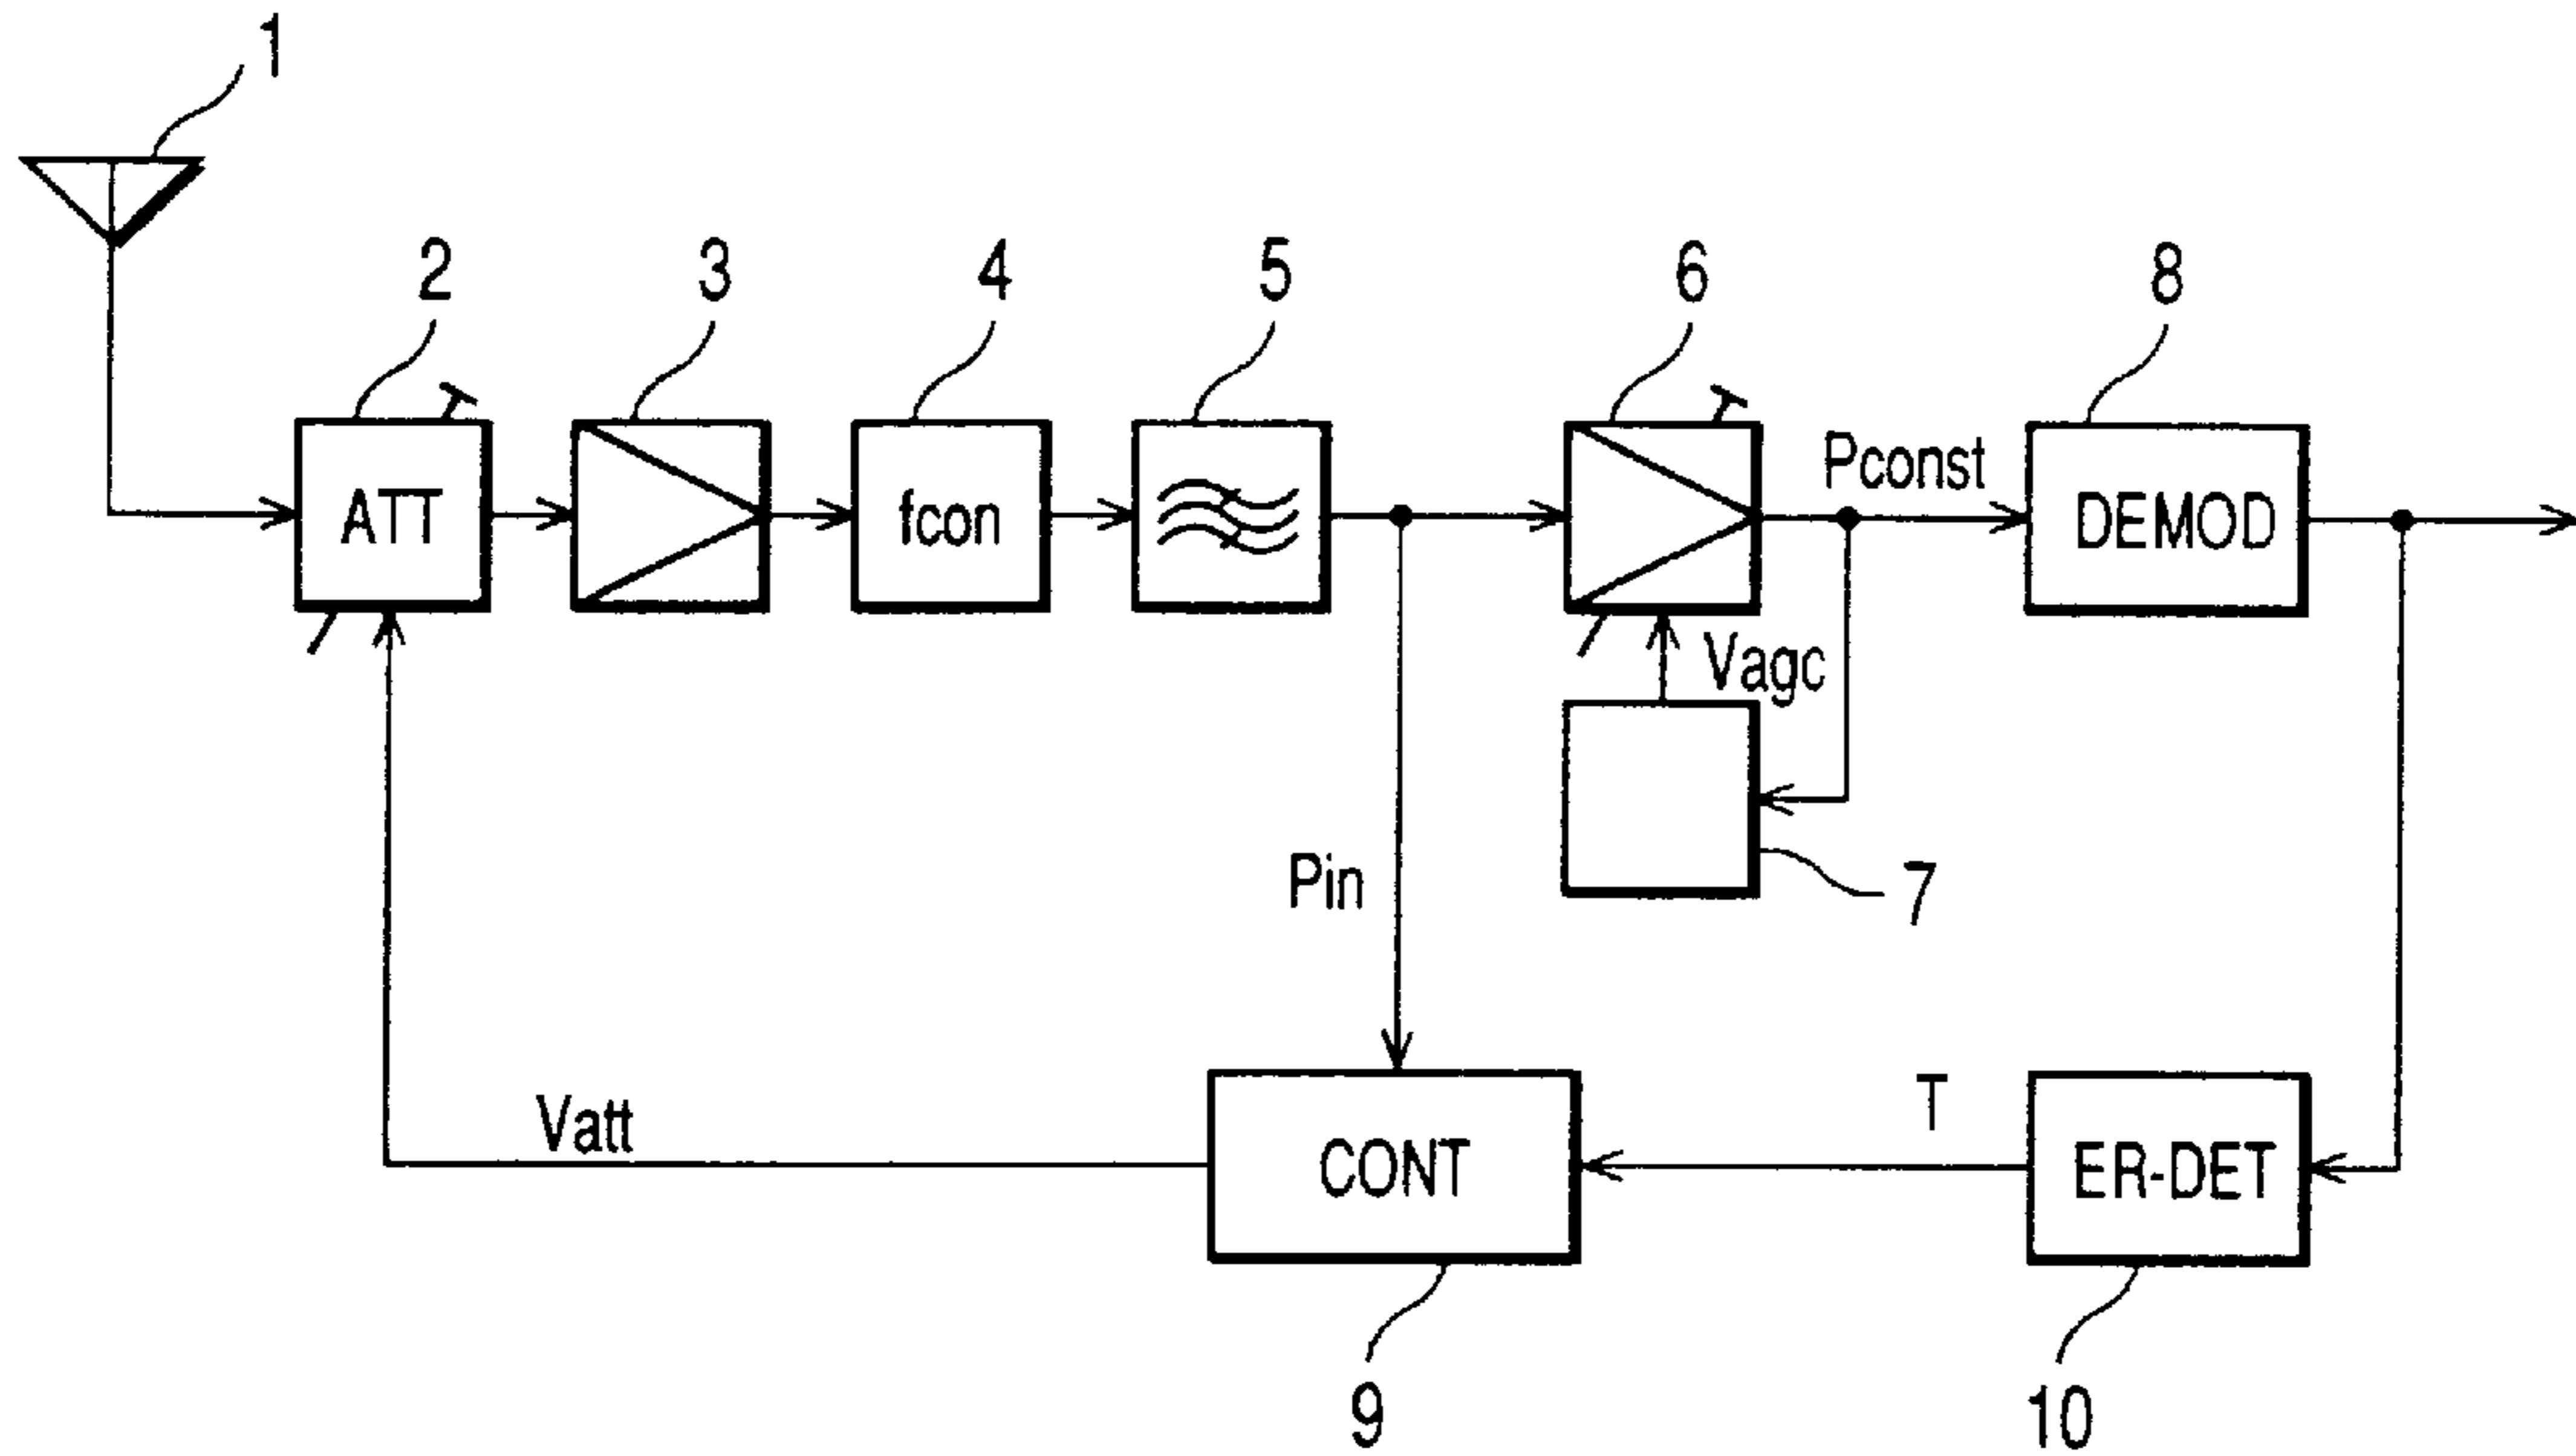 1
2
3
4
5
6
8
ATT
fcon
Pconst
DEMOD
Vagc
7
Pin
Vatt
CONT
T
ER-DET
9
10